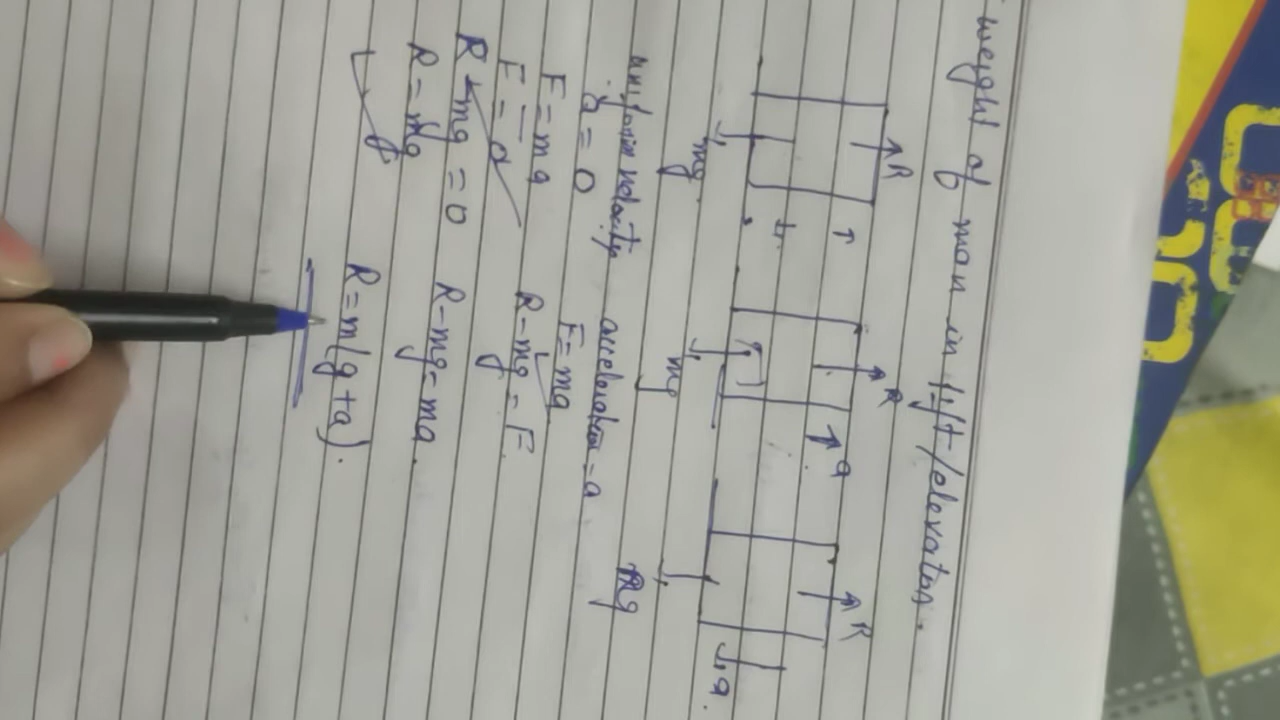 weight of man in lift/elevator.
R
R
R
a
a.
mg
mg
mg
uniform velocity
acceleration = a
a = 0
F = ma
F = ma
R - mg = F.
F = 0
R - mg = 0
R - mg = ma.
R = mg
R = m(g + a).